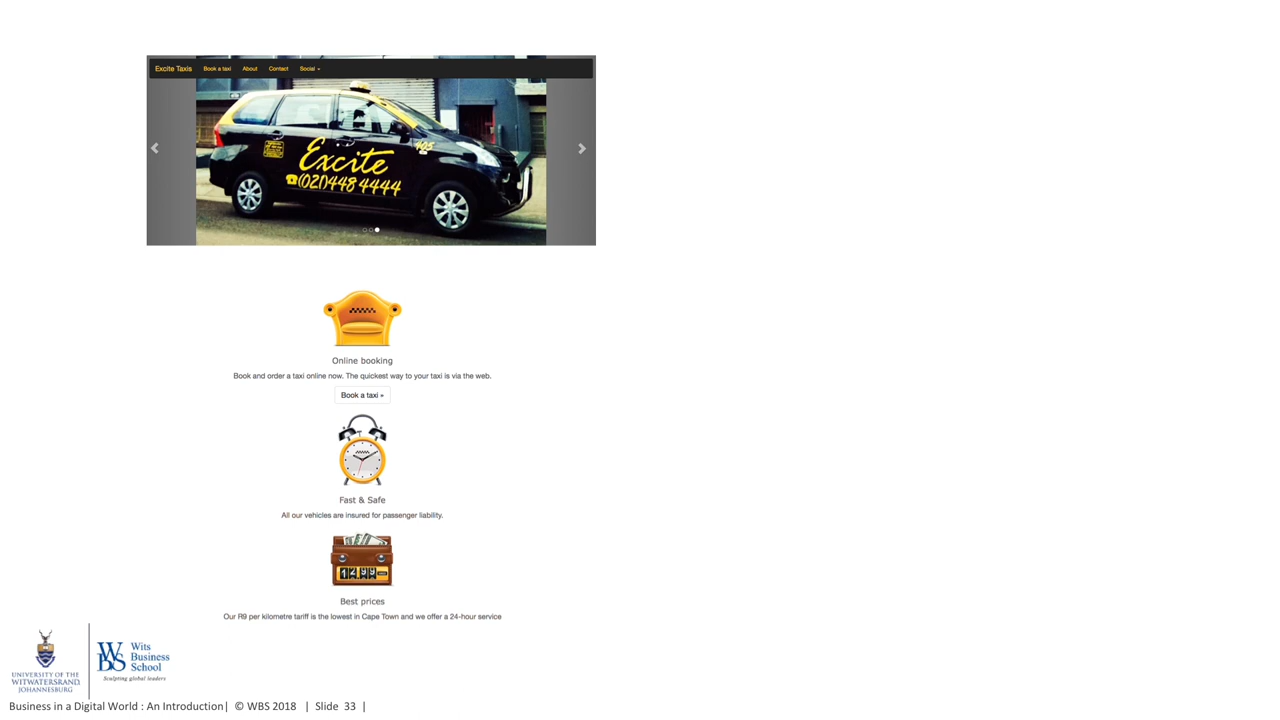 Excite Taxis Book a taxi About Contact Social
Excite
105
(021)448 4444
Online booking
Book and order a taxi online now. The quickest way to your taxi is via the web.
Book a taxi »
Fast & Safe
All our vehicles are insured for passenger liability.
Best prices
Our R9 per kilometre tariff is the lowest in Cape Town and we offer a 24-hour service
UNIVERSITY OF THE
WITWATERSRAND,
JOHANNESBURG
WBS
Wits
Business
School
Sculpting global leaders
Business in a Digital World : An Introduction| © WBS 2018 | Slide 33 |